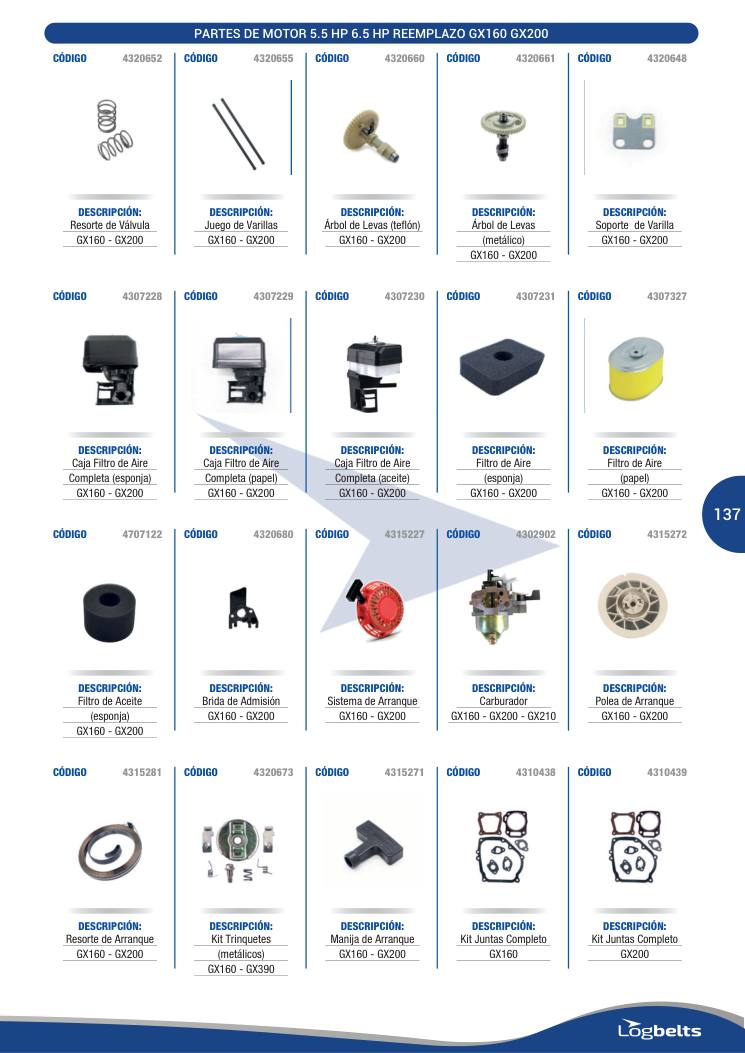 PARTES DE MOTOR 5.5 HP 6.5 HP REEMPLAZO GX160 GX200
CÓDIGO 4320652
DESCRIPCIÓN:
Resorte de Válvula
GX160 - GX200
CÓDIGO 4320655
DESCRIPCIÓN:
Juego de Varillas
GX160 - GX200
CÓDIGO 4320660
DESCRIPCIÓN:
Árbol de Levas (teflón)
GX160 - GX200
CÓDIGO 4320661
DESCRIPCIÓN:
Árbol de Levas
(metálico)
GX160 - GX200
CÓDIGO 4320648
DESCRIPCIÓN:
Soporte de Varilla
GX160 - GX200
CÓDIGO 4307228
DESCRIPCIÓN:
Caja Filtro de Aire
Completa (esponja)
GX160 - GX200
CÓDIGO 4307229
DESCRIPCIÓN:
Caja Filtro de Aire
Completa (papel)
GX160 - GX200
CÓDIGO 4307230
DESCRIPCIÓN:
Caja Filtro de Aire
Completa (aceite)
GX160 - GX200
CÓDIGO 4307231
DESCRIPCIÓN:
Filtro de Aire
(esponja)
GX160 - GX200
CÓDIGO 4307327
DESCRIPCIÓN:
Filtro de Aire
(papel)
GX160 - GX200
137
CÓDIGO 4707122
DESCRIPCIÓN:
Filtro de Aceite
(esponja)
GX160 - GX200
CÓDIGO 4320680
DESCRIPCIÓN:
Brida de Admisión
GX160 - GX200
CÓDIGO 4315227
DESCRIPCIÓN:
Sistema de Arranque
GX160 - GX200
CÓDIGO 4302902
DESCRIPCIÓN:
Carburador
GX160 - GX200 - GX210
CÓDIGO 4315272
DESCRIPCIÓN:
Polea de Arranque
GX160 - GX200
CÓDIGO 4315281
DESCRIPCIÓN:
Resorte de Arranque
GX160 - GX200
CÓDIGO 4320673
DESCRIPCIÓN:
Kit Trinquetes
(metálicos)
GX160 - GX390
CÓDIGO 4315271
DESCRIPCIÓN:
Manija de Arranque
GX160 - GX200
CÓDIGO 4310438
DESCRIPCIÓN:
Kit Juntas Completo
GX160
CÓDIGO 4310439
DESCRIPCIÓN:
Kit Juntas Completo
GX200
Logbelts